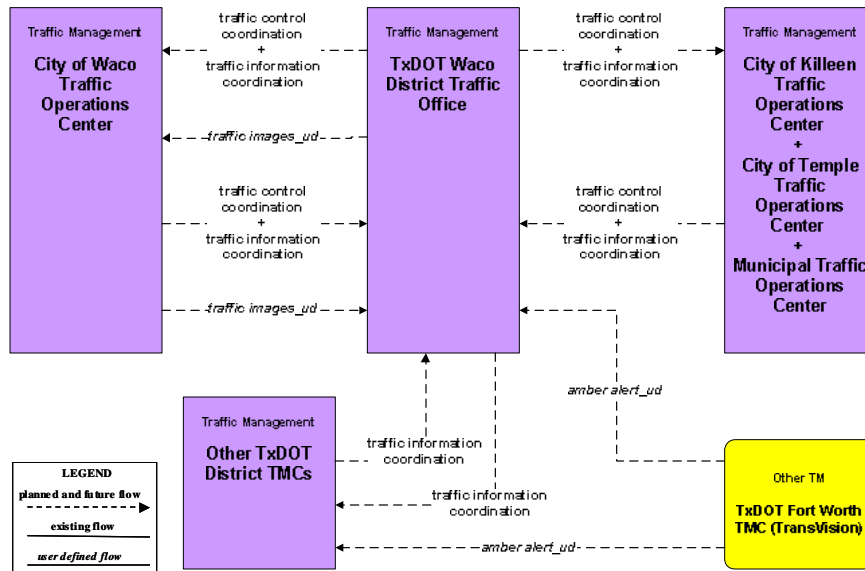 Traffic Management
City of Waco
Traffic
Operations
Center
traffic control
coordination
+
traffic information
coordination
traffic images_ud
traffic control
coordination
+
traffic information
coordination
traffic images_ud
Traffic Management
TxDOT Waco
District Traffic
Office
traffic control
coordination
+
traffic information
coordination
traffic control
coordination
+
traffic information
coordination
Traffic Management
City of Killeen
Traffic
Operations
Center
+
City of Temple
Traffic
Operations
Center
+
Municipal Traffic
Operations
Center
amber alert_ud
Traffic Management
Other TxDOT
District TMCs
traffic information
coordination
traffic information
coordination
amber alert_ud
Other TM
TxDOT Fort Worth
TMC (TransVision)
LEGEND
planned and future flow
existing flow
user defined flow